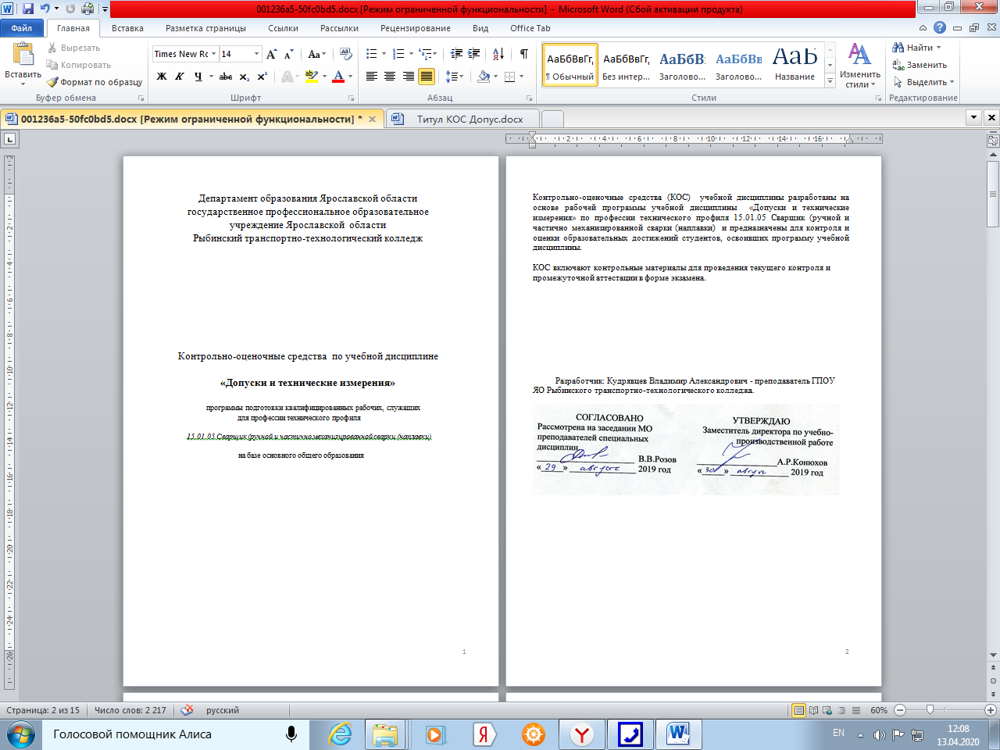 001236a5-50fc0bd5.docx [Режим ограниченной функциональности] - Microsoft Word (Сбой активации продукта)
Файл Главная Вставка Разметка страницы Ссылки Рассылки Рецензирование Вид Office Tab
Вставить
Вырезать
Копировать
Формат по образцу
Буфер обмена
Times New Rc 14
Ж К Ч abc x₂ x²
Шрифт
Абзац
АаБбВвГг, АаБбВвГг, АаБбВ АаБбВв АаБ
¶ Обычный Без интер... Заголово... Заголово... Название
Изменить стили
Стили
Найти
Заменить
Выделить
Редактирование
001236a5-50fc0bd5.docx [Режим ограниченной функциональности] * Титул КОС Допус.docx
2 4 6 8 10 12 14 16
Департамент образования Ярославской области
государственное профессиональное образовательное
учреждение Ярославской области
Рыбинский транспортно-технологический колледж
Контрольно-оценочные средства по учебной дисциплине
«Допуски и технические измерения»
программы подготовки квалифицированных рабочих, служащих
для профессии технического профиля
15.01.05 Сварщик (ручной и частично механизированной сварки (наплавки)
на базе основного общего образования
1
Контрольно-оценочные средства (КОС) учебной дисциплины разработаны на
основе рабочей программы учебной дисциплины «Допуски и технические
измерения» по профессии технического профиля 15.01.05 Сварщик (ручной и
частично механизированной сварки (наплавки) и предназначены для контроля и
оценки образовательных достижений студентов, освоивших программу учебной
дисциплины.
КОС включают контрольные материалы для проведения текущего контроля и
промежуточной аттестации в форме экзамена.
Разработчик: Кудрявцев Владимир Александрович - преподаватель ГПОУ
ЯО Рыбинского транспортно-технологического колледжа.
СОГЛАСОВАНО
Рассмотрена на заседании МО
преподавателей специальных
дисциплин
В.В.Розов
«29» августа 2019 год
УТВЕРЖДАЮ
Заместитель директора по учебно-
производственной работе
А.Р.Конюхов
«30» август 2019 год
2
Страница: 2 из 15 Число слов: 2 217 русский 60%
Голосовой помощник Алиса
EN
12:08
13.04.2020